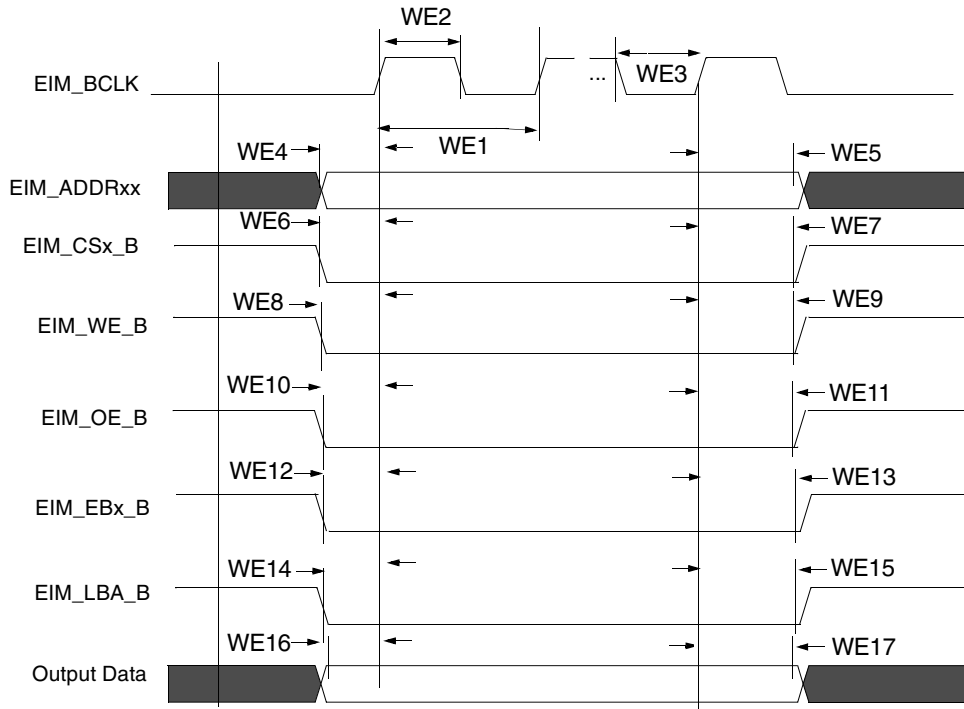 WE2
EIM_BCLK
...
WE3
WE4
WE1
WE5
EIM_ADDRxx
WE6
WE7
EIM_CSx_B
WE8
WE9
EIM_WE_B
WE10
WE11
EIM_OE_B
WE12
WE13
EIM_EBx_B
WE14
WE15
EIM_LBA_B
WE16
WE17
Output Data